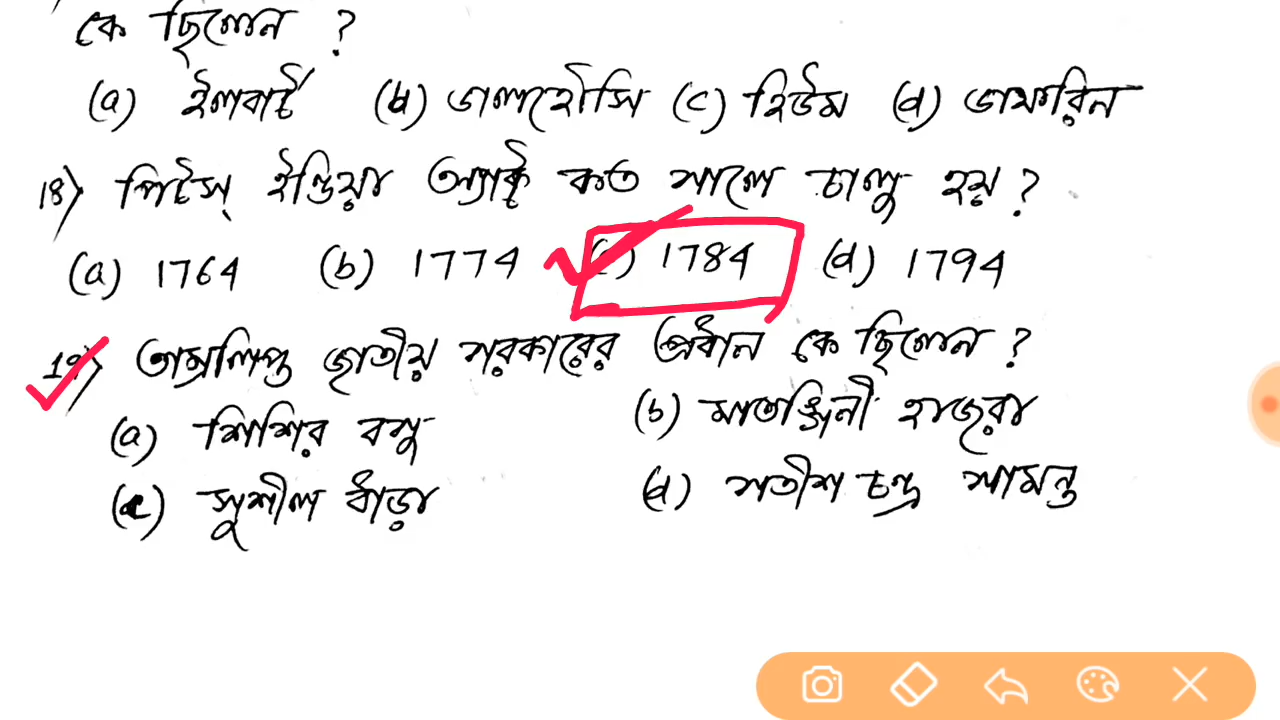 কে ছিলেন ?
(a) ইলবার্ট (b) ডালহৌসি (c) হিউম (d) ডাফরিন
18) পিটস্ ইন্ডিয়া অ্যাক্ট কত সালে চালু হয় ?
(a) 1764 (b) 1774 (c) 1784 (d) 1794
19) তাম্রলিপ্ত জাতীয় সরকারের প্রধান কে ছিলেন ?
(a) শিশির বসু (b) মাতঙ্গিনী হাজরা
(c) সুশীল ধাড়া (d) সতীশ চন্দ্র সামন্ত